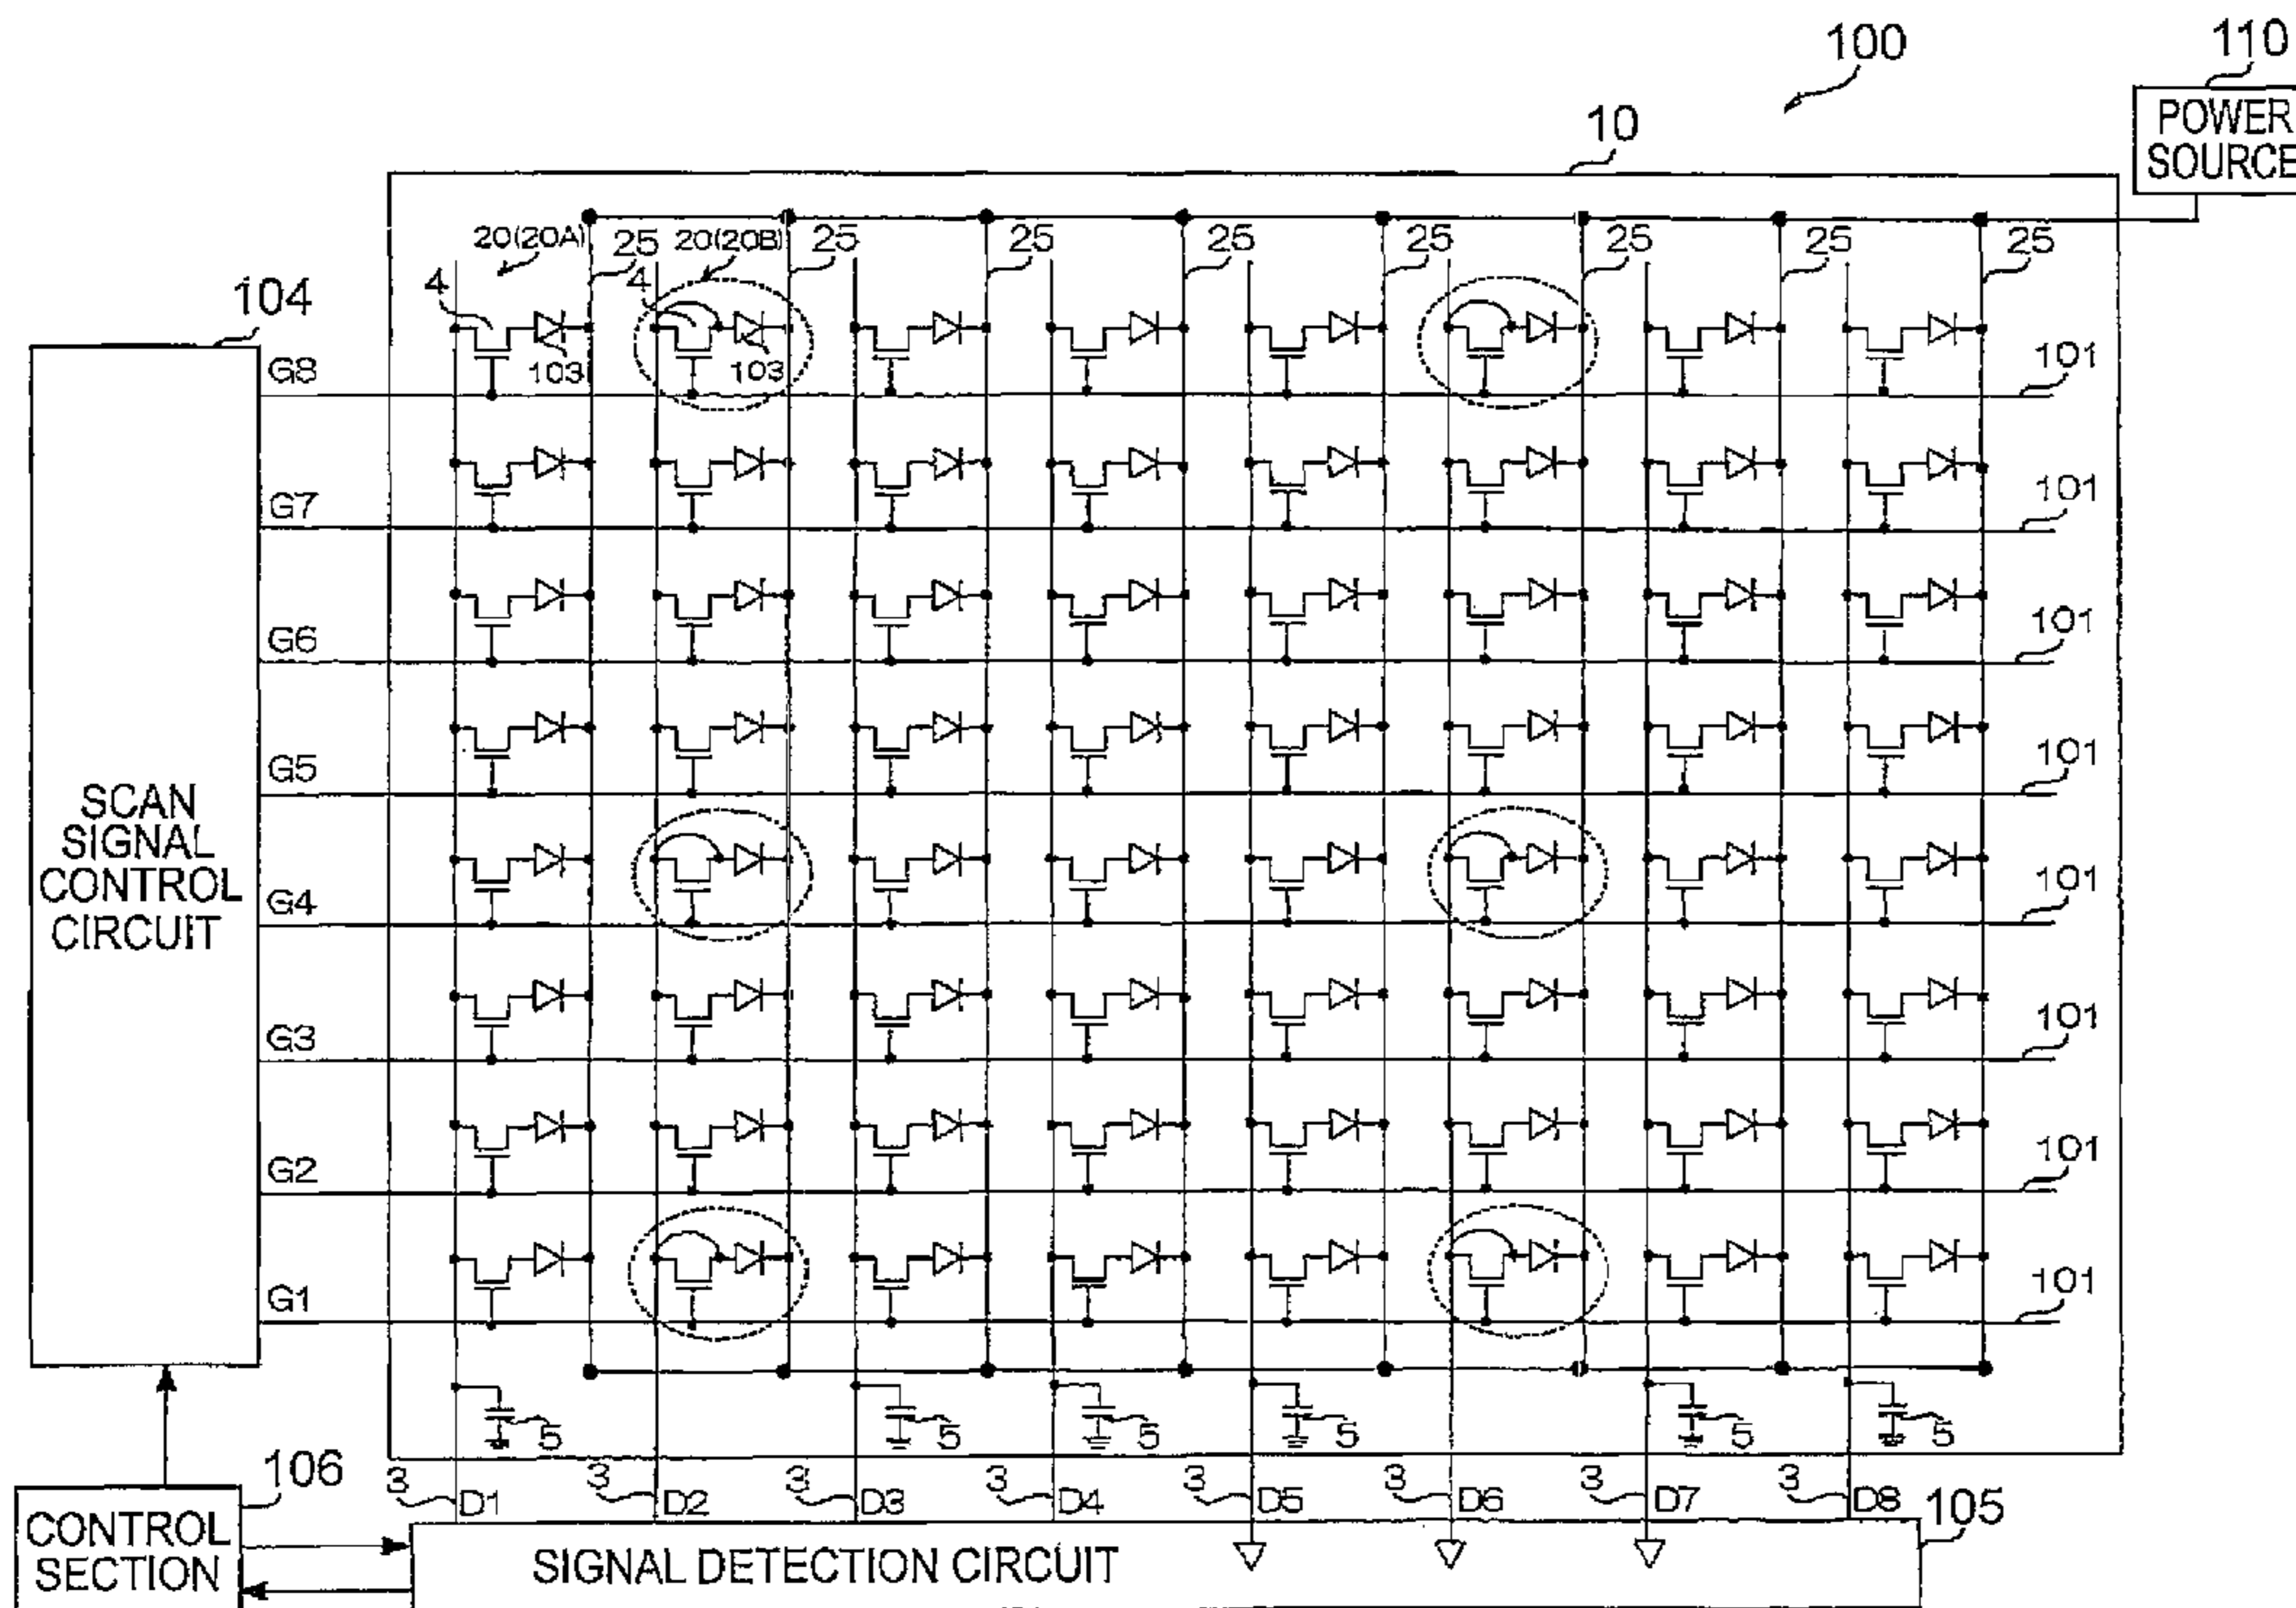 100
110
POWER
SOURCE
10
20(20A) 25 20(20B) 25 25 25 25 25 25 25
4 4
104
103 103
G8 101
G7 101
G6 101
G5 101
SCAN
SIGNAL
CONTROL
CIRCUIT
G4 101
G3 101
G2 101
G1 101
5 5 5 5 5 5
106
3 D1 3 D2 3 D3 3 D4 3 D5 3 D6 3 D7 3 D8
105
CONTROL
SECTION
SIGNAL DETECTION CIRCUIT